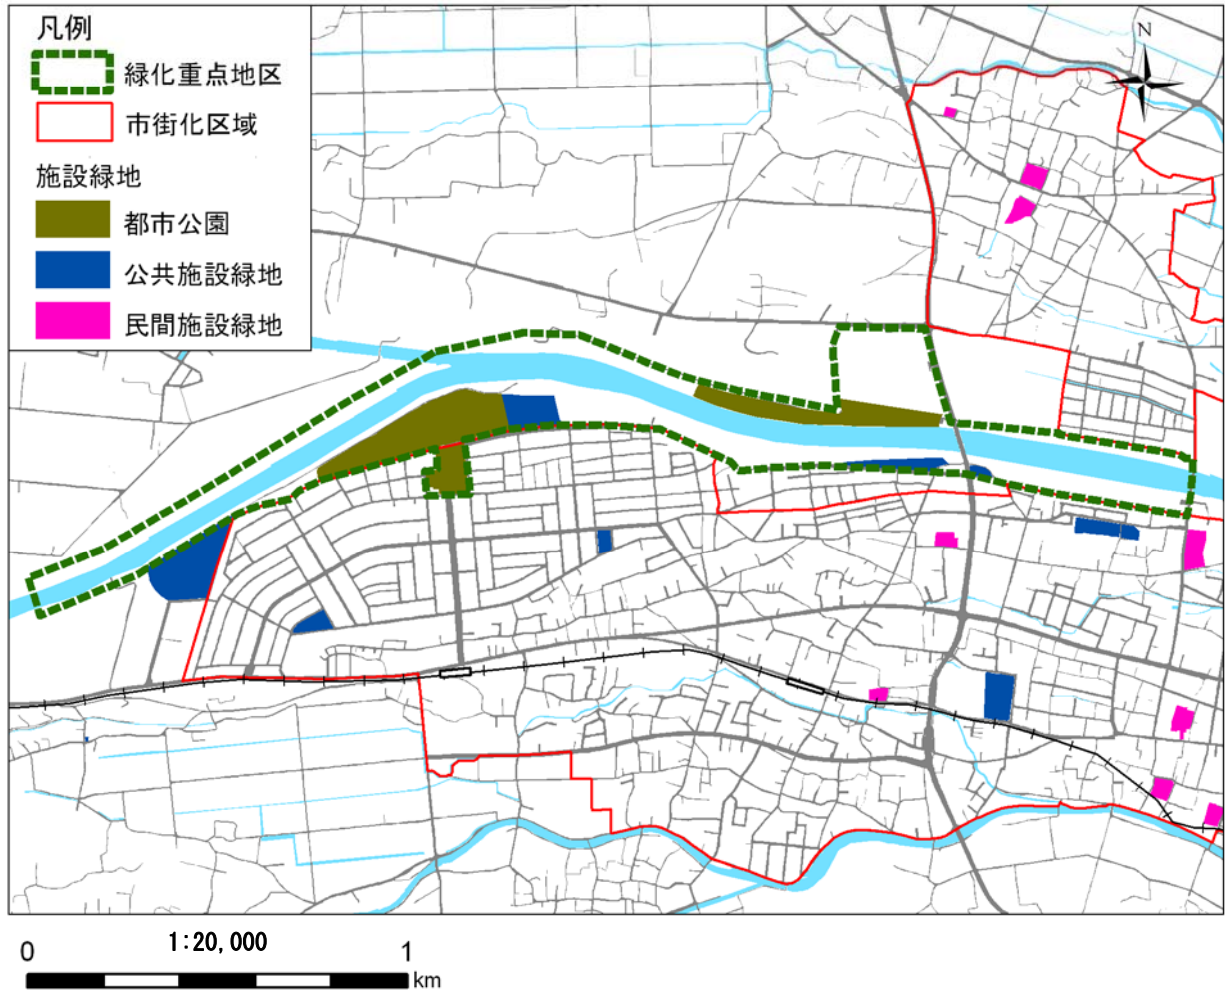 凡例
緑化重点地区
市街化区域
施設緑地
都市公園
公共施設緑地
民間施設緑地
N
1:20,000
0 1
km